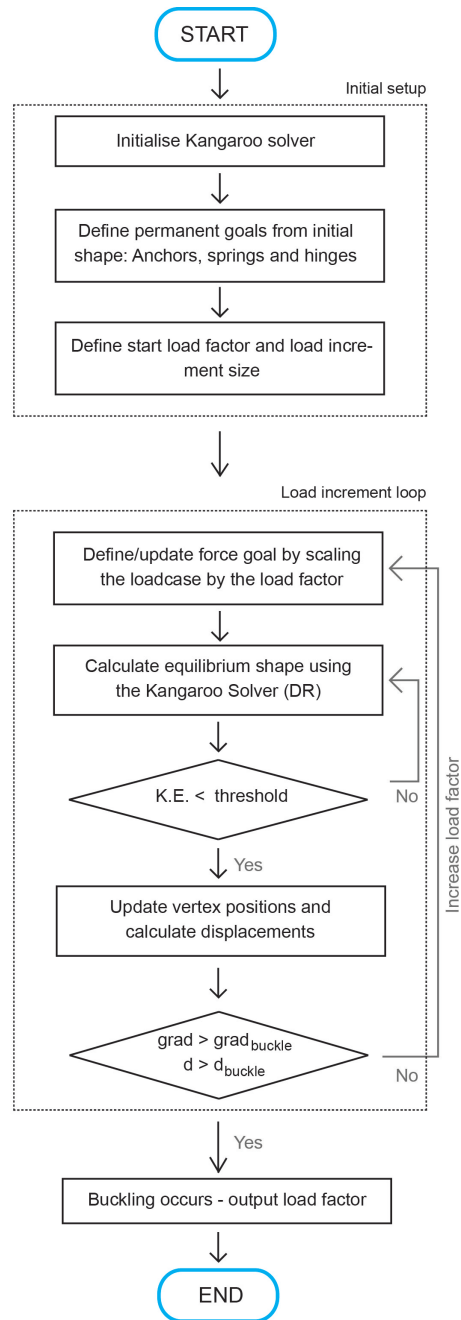 START
Initial setup
Initialise Kangaroo solver
Define permanent goals from initial
shape: Anchors, springs and hinges
Define start load factor and load incre-
ment size
Load increment loop
Define/update force goal by scaling
the loadcase by the load factor
Calculate equilibrium shape using
the Kangaroo Solver (DR)
K.E. < threshold
No
Yes
Increase load factor
Update vertex positions and
calculate displacements
grad > grad_buckle
d > d_buckle
No
Yes
Buckling occurs - output load factor
END